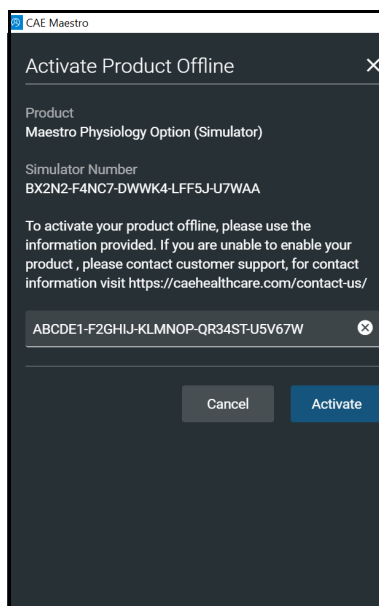 CAE Maestro
Activate Product Offline
Product
Maestro Physiology Option (Simulator)
Simulator Number
BX2N2-F4NC7-DWWK4-LFF5J-U7WAA
To activate your product offline, please use the
information provided. If you are unable to enable your
product , please contact customer support, for contact
information visit https://caehealthcare.com/contact-us/
ABCDE1-F2GHIJ-KLMNOP-QR34ST-U5V67W
Cancel
Activate